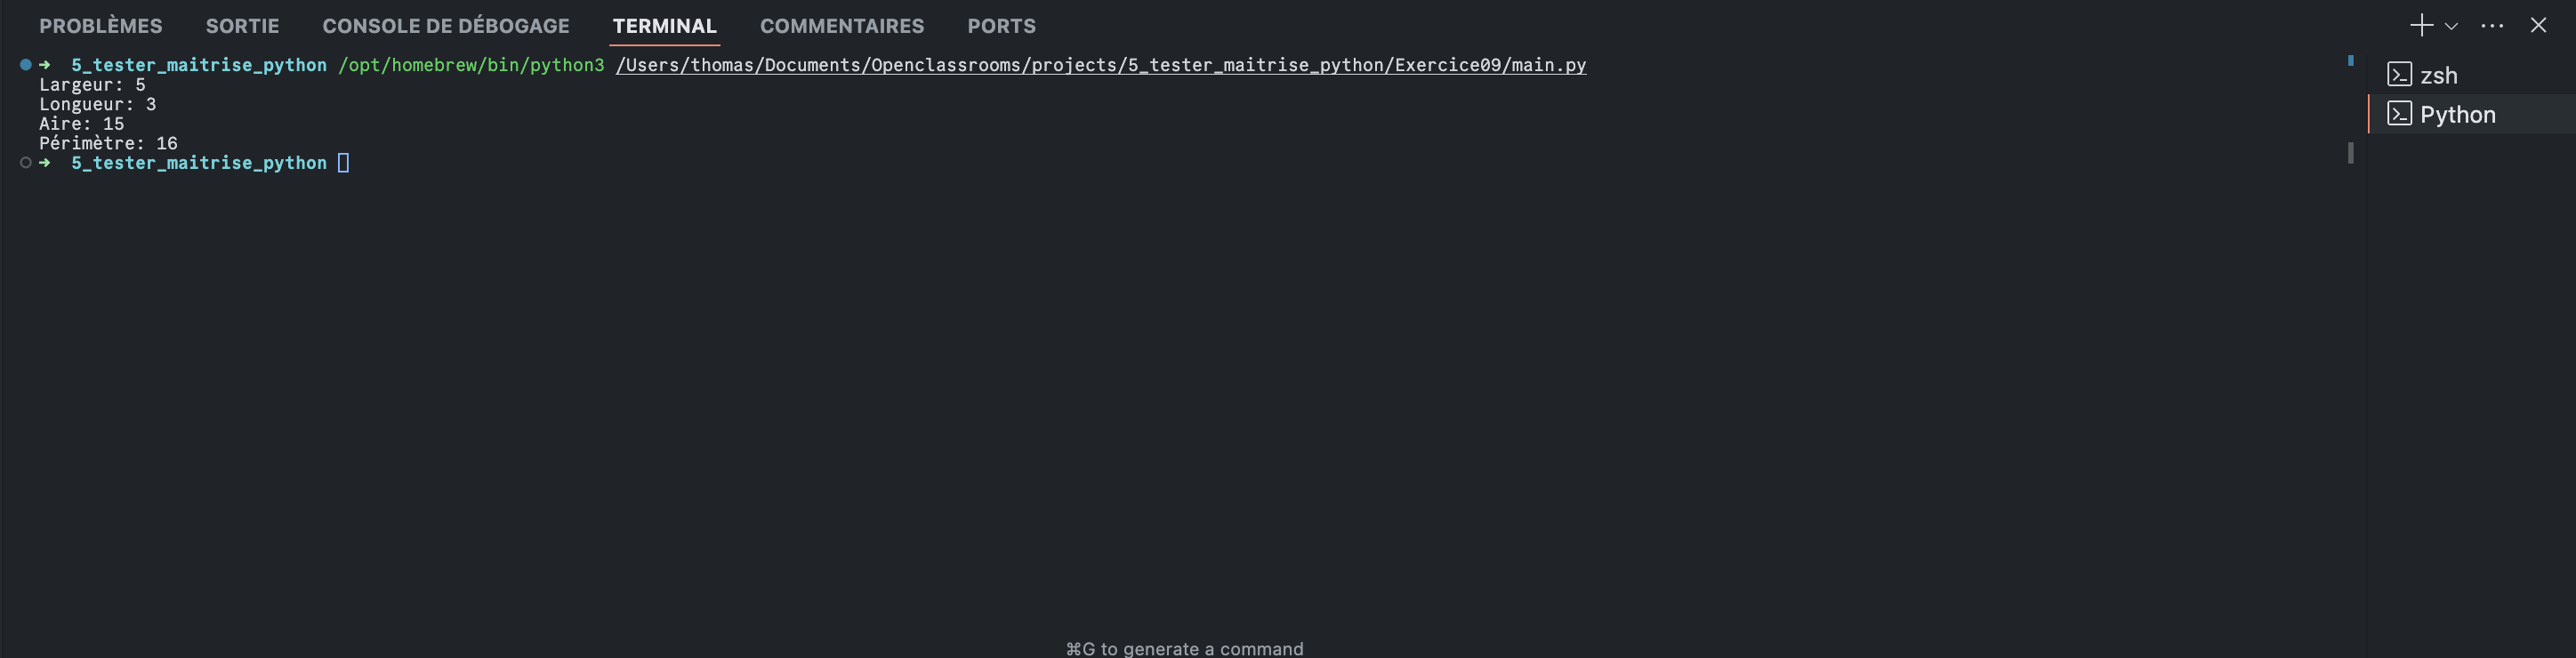 PROBLÈMES SORTIE CONSOLE DE DÉBOGAGE TERMINAL COMMENTAIRES PORTS
➜ 5_tester_maitrise_python /opt/homebrew/bin/python3 /Users/thomas/Documents/Openclassrooms/projects/5_tester_maitrise_python/Exercice09/main.py
Largeur: 5
Longueur: 3
Aire: 15
Périmètre: 16
➜ 5_tester_maitrise_python
zsh
Python
⌘G to generate a command